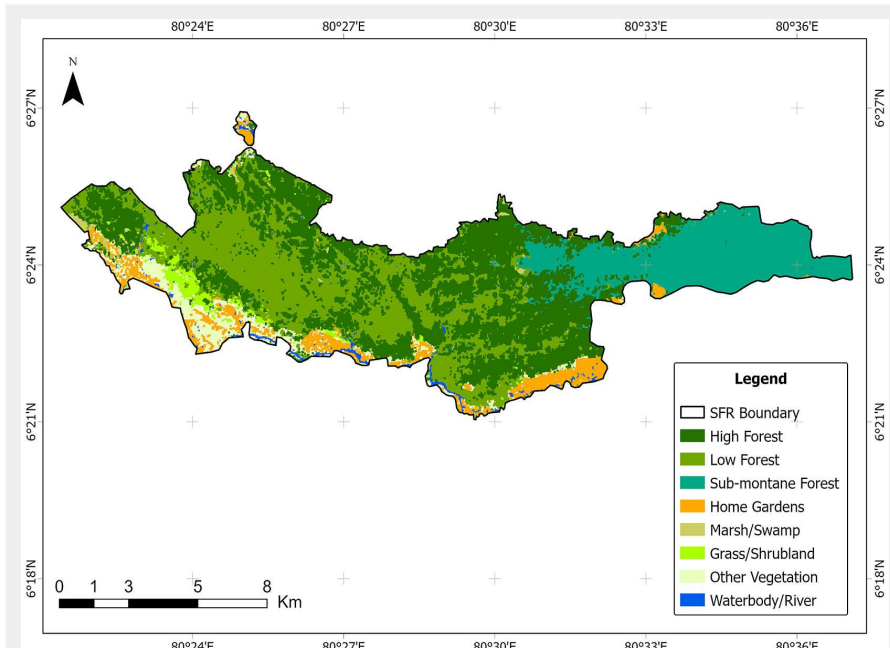 80°24'E 80°27'E 80°30'E 80°33'E 80°36'E
N
6°27'N 6°27'N
6°24'N 6°24'N
6°21'N 6°21'N
6°18'N 6°18'N
Legend
SFR Boundary
High Forest
Low Forest
Sub-montane Forest
Home Gardens
Marsh/Swamp
Grass/Shrubland
Other Vegetation
Waterbody/River
0 1 3 5 8
Km
80°24'E 80°27'E 80°30'E 80°33'E 80°36'E